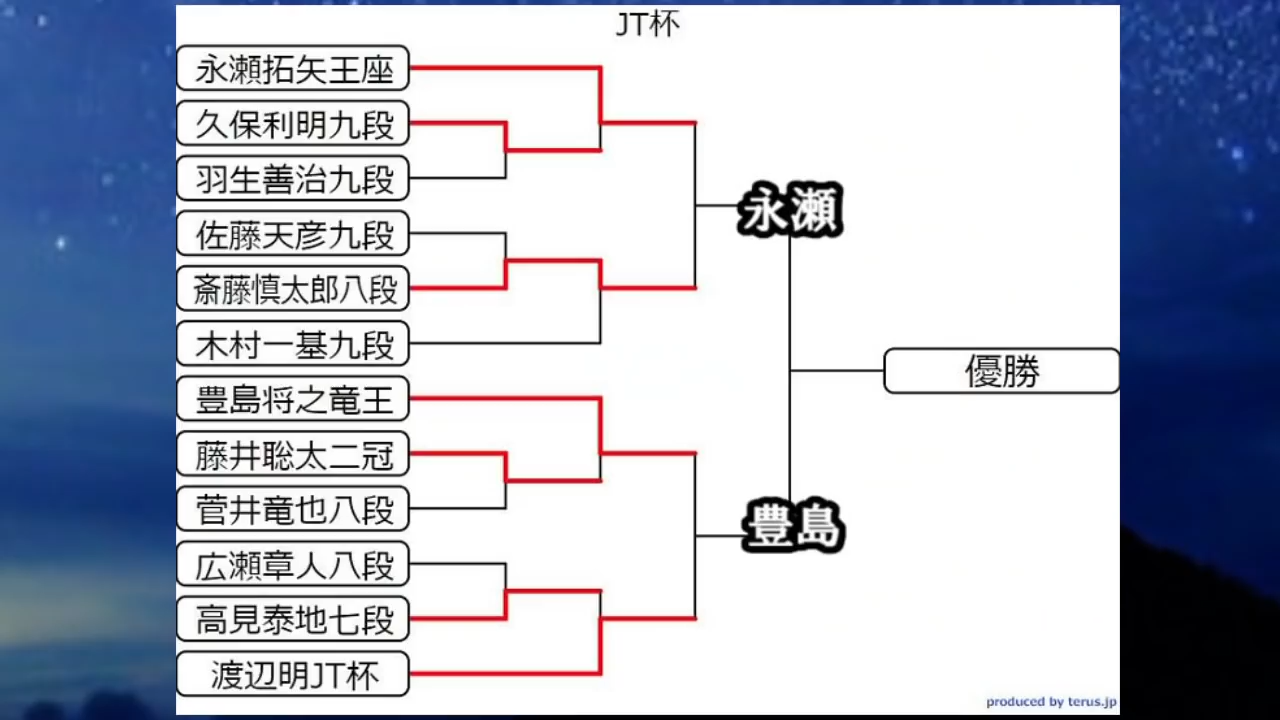 JT杯
永瀬拓矢王座
久保利明九段
羽生善治九段
佐藤天彦九段
斎藤慎太郎八段
木村一基九段
豊島将之竜王
藤井聡太二冠
菅井竜也八段
広瀬章人八段
高見泰地七段
渡辺明JT杯
永瀬
豊島
優勝
produced by terus.jp